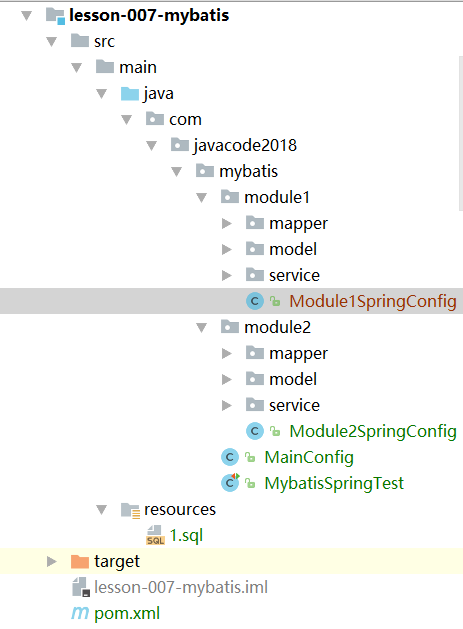 lesson-007-mybatis
src
main
java
com
javacode2018
mybatis
module1
mapper
model
service
C Module1SpringConfig
module2
mapper
model
service
C Module2SpringConfig
C MainConfig
C MybatisSpringTest
resources
SQL 1.sql
target
lesson-007-mybatis.iml
m pom.xml